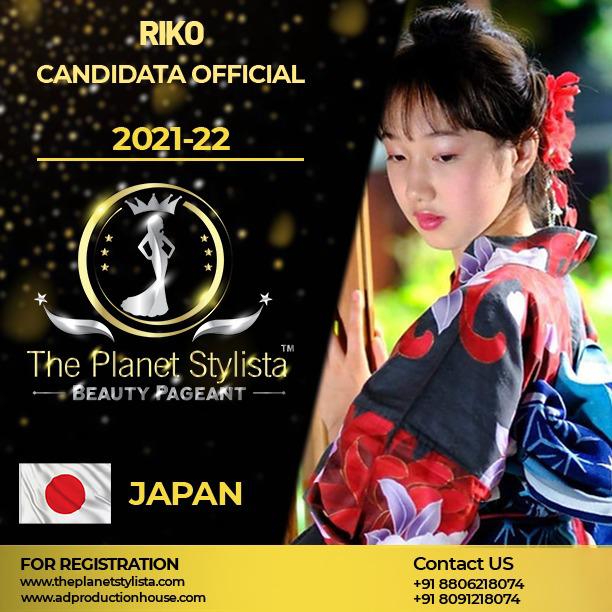 RIKO
CANDIDATA OFFICIAL
2021-22
The Planet Stylista™
BEAUTY PAGEANT
JAPAN
FOR REGISTRATION
www.theplanetstylista.com
www.adproductionhouse.com
Contact US
+91 8806218074
+91 8091218074